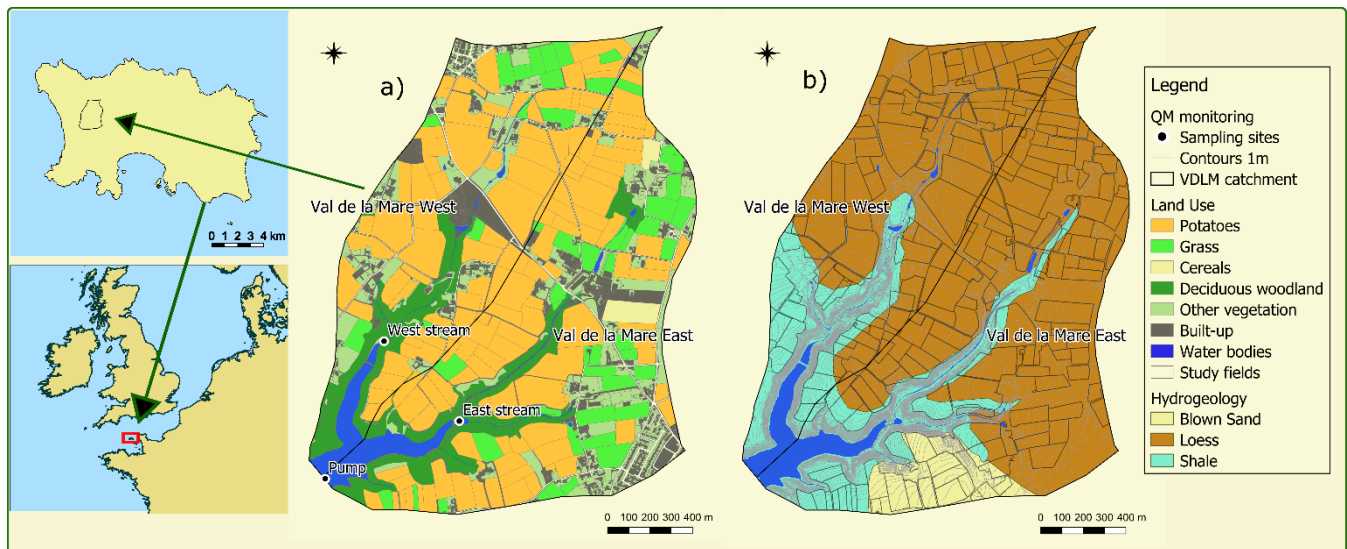 0 1 2 3 4 km
a)
Val de la Mare West
West stream
Val de la Mare East
East stream
Pump
0 100 200 300 400 m
b)
Val de la Mare West
Val de la Mare East
0 100 200 300 400 m
Legend
QM monitoring
Sampling sites
Contours 1m
VDLM catchment
Land Use
Potatoes
Grass
Cereals
Deciduous woodland
Other vegetation
Built-up
Water bodies
Study fields
Hydrogeology
Blown Sand
Loess
Shale